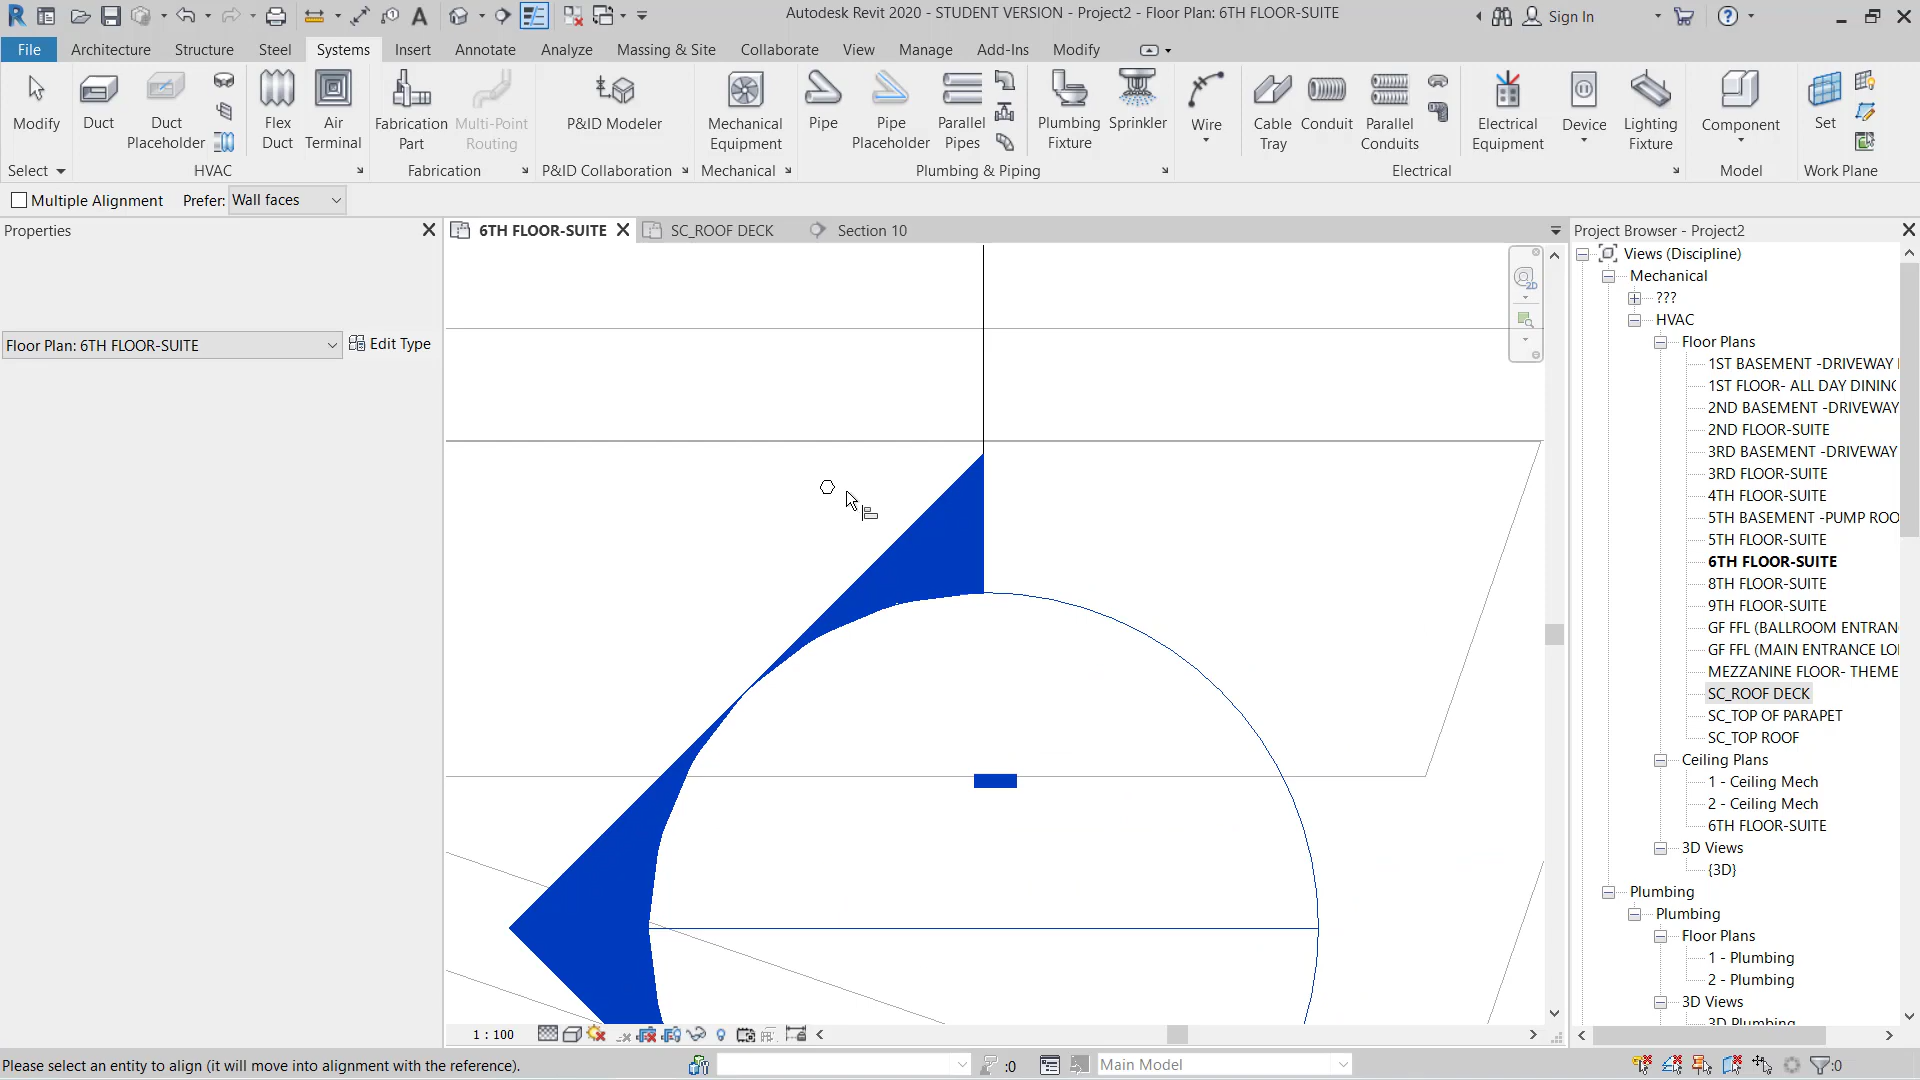 Autodesk Revit 2020 - STUDENT VERSION - Project2 - Floor Plan: 6TH FLOOR-SUITE
Sign In
File Architecture Structure Steel Systems Insert Annotate Analyze Massing & Site Collaborate View Manage Add-Ins Modify
Modify
Duct
Duct Placeholder
Flex Duct
Air Terminal
Fabrication Part
Multi-Point Routing
P&ID Modeler
Mechanical Equipment
Pipe
Pipe Placeholder
Parallel Pipes
Plumbing Fixture
Sprinkler
Wire
Cable Tray
Conduit
Parallel Conduits
Electrical Equipment
Device
Lighting Fixture
Component
Set
Select HVAC Fabrication P&ID Collaboration Mechanical Plumbing & Piping Electrical Model Work Plane
Multiple Alignment Prefer: Wall faces
Properties
Floor Plan: 6TH FLOOR-SUITE
Edit Type
6TH FLOOR-SUITE SC_ROOF DECK Section 10
2D
Project Browser - Project2
Views (Discipline)
Mechanical
???
HVAC
Floor Plans
1ST BASEMENT -DRIVEWAY
1ST FLOOR- ALL DAY DINING
2ND BASEMENT -DRIVEWAY
2ND FLOOR-SUITE
3RD BASEMENT -DRIVEWAY
3RD FLOOR-SUITE
4TH FLOOR-SUITE
5TH BASEMENT -PUMP ROO
5TH FLOOR-SUITE
6TH FLOOR-SUITE
8TH FLOOR-SUITE
9TH FLOOR-SUITE
GF FFL (BALLROOM ENTRAN
GF FFL (MAIN ENTRANCE LO
MEZZANINE FLOOR- THEME
SC_ROOF DECK
SC_TOP OF PARAPET
SC_TOP ROOF
Ceiling Plans
1 - Ceiling Mech
2 - Ceiling Mech
6TH FLOOR-SUITE
3D Views
{3D}
Plumbing
Plumbing
Floor Plans
1 - Plumbing
2 - Plumbing
3D Views
3D Plumbing
1 : 100
Please select an entity to align (it will move into alignment with the reference).
:0
Main Model
:0